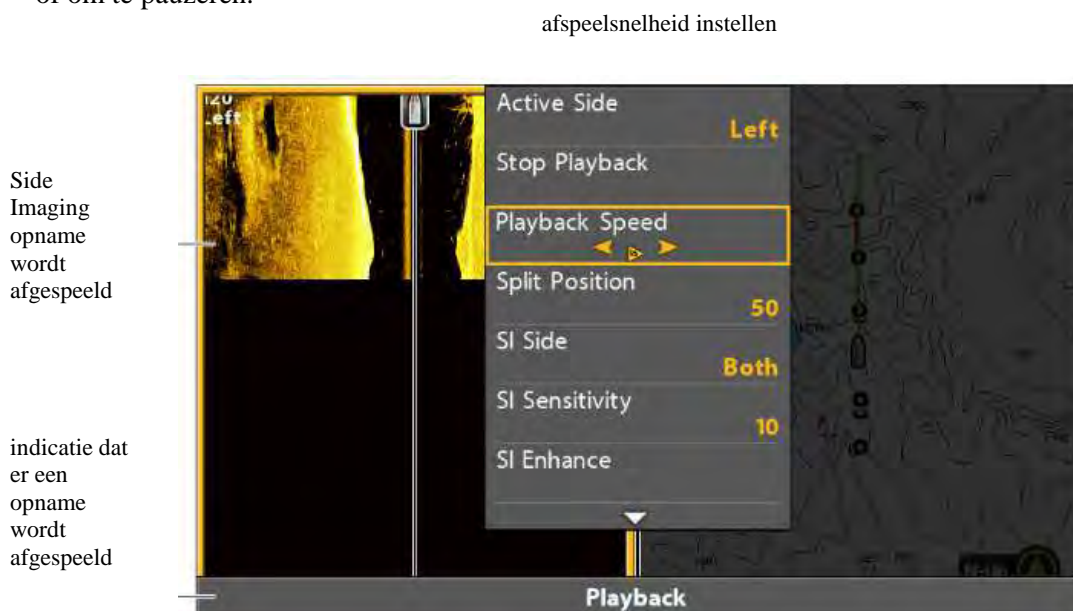 of om te pauzeren.
afspeelsnelheid instellen
Side
Imaging
opname
wordt
afgespeeld
indicatie dat
er een
opname
wordt
afgespeeld
120
Left
Active Side
Left
Stop Playback
Playback Speed
Split Position
50
SI Side
Both
SI Sensitivity
10
SI Enhance
Playback